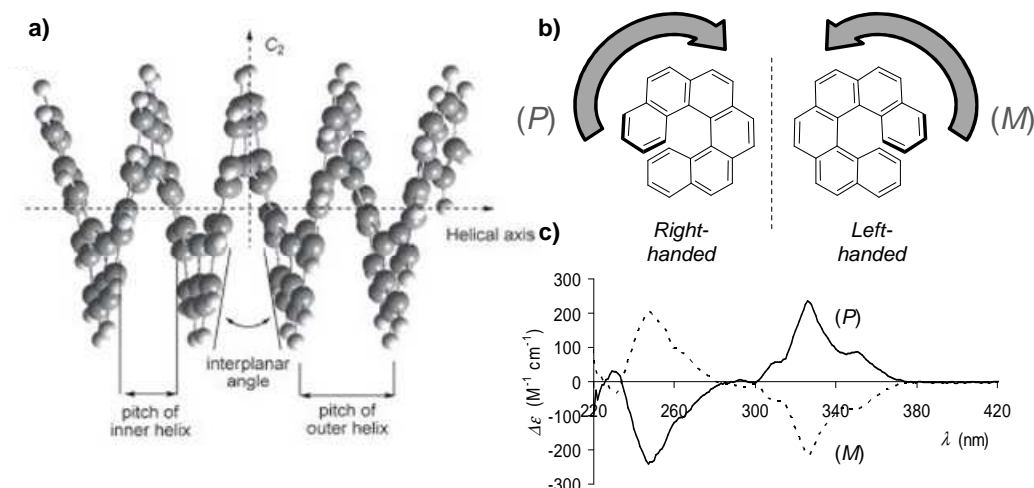 a)
C₂
Helical axis
interplanar
angle
pitch of
inner helix
pitch of
outer helix
b)
(P)
(M)
Right-
handed
Left-
handed
c)
Δε (M⁻¹ cm⁻¹)
300
200
100
0
-100
-200
-300
220
260
300
340
380
420
λ (nm)
(P)
(M)